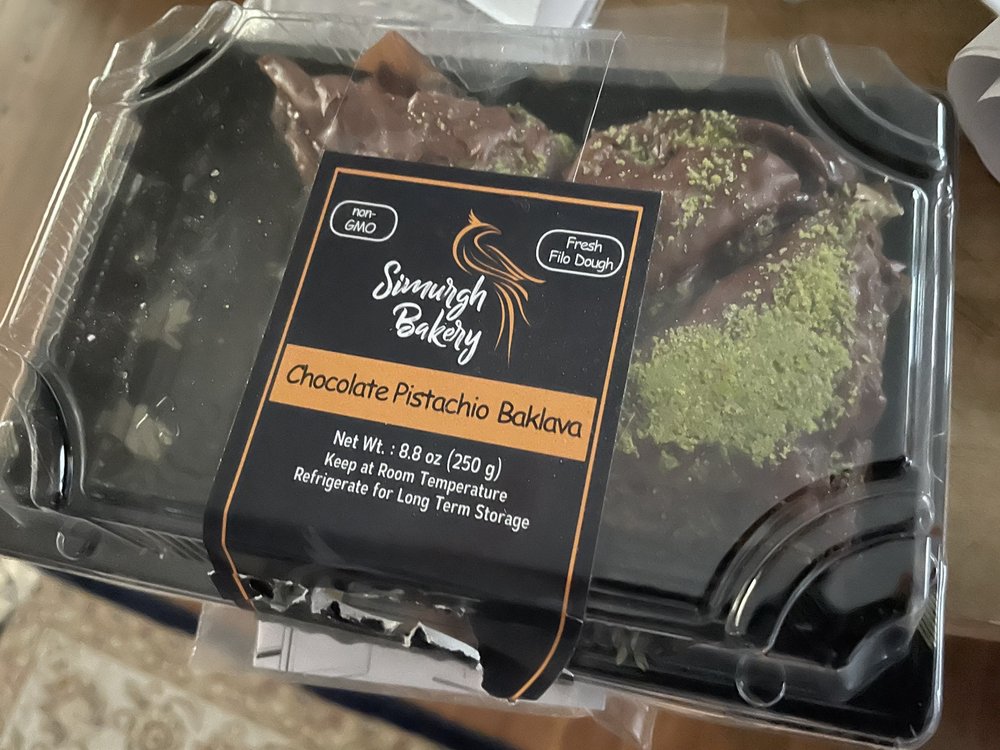 non-
GMO
Fresh
Filo Dough
Simurgh
Bakery
Chocolate Pistachio Baklava
Net Wt. : 8.8 oz (250 g)
Keep at Room Temperature
Refrigerate for Long Term Storage